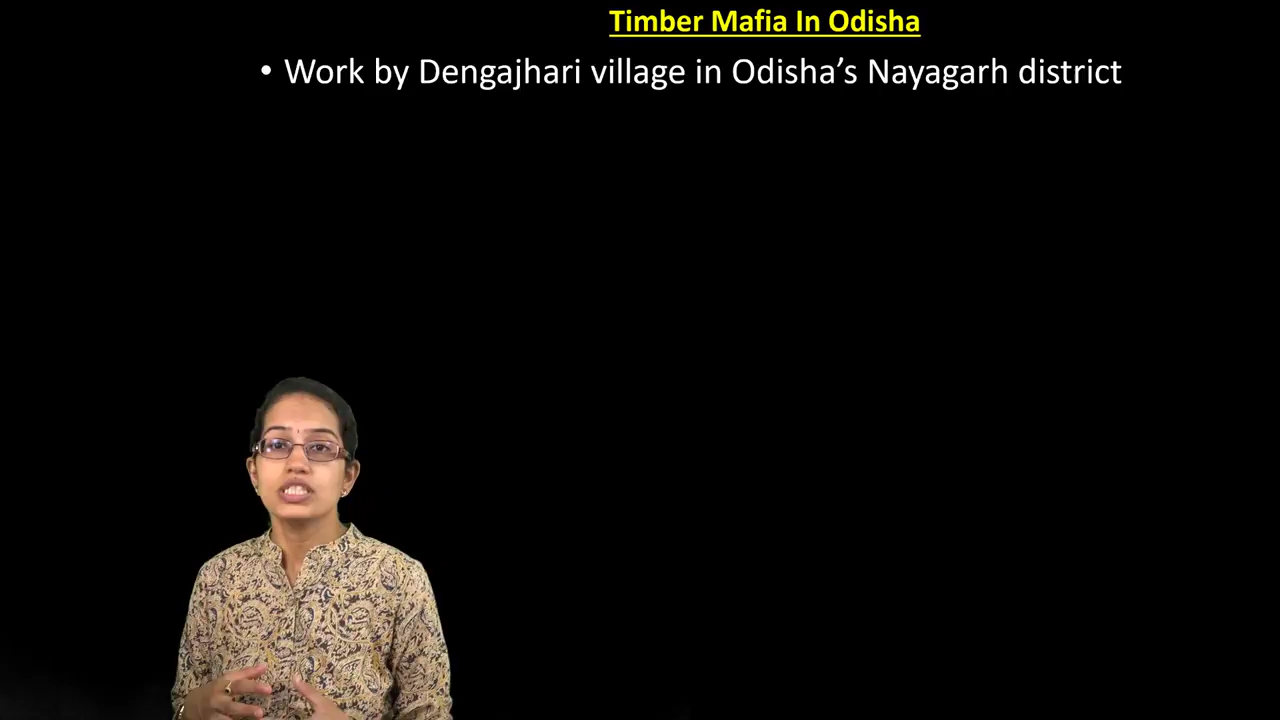 Timber Mafia In Odisha
• Work by Dengajhari village in Odisha’s Nayagarh district